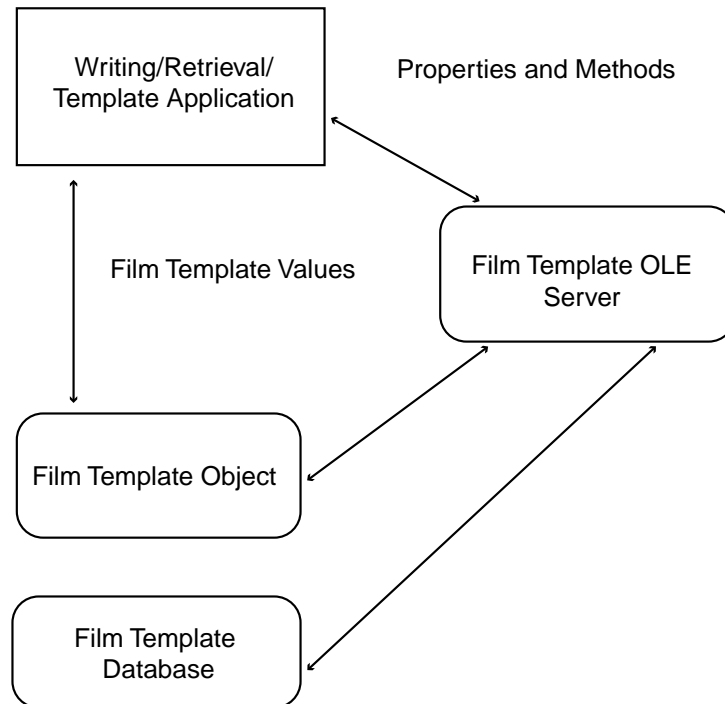 Writing/Retrieval/
Template Application
Properties and Methods
Film Template Values
Film Template OLE
Server
Film Template Object
Film Template
Database